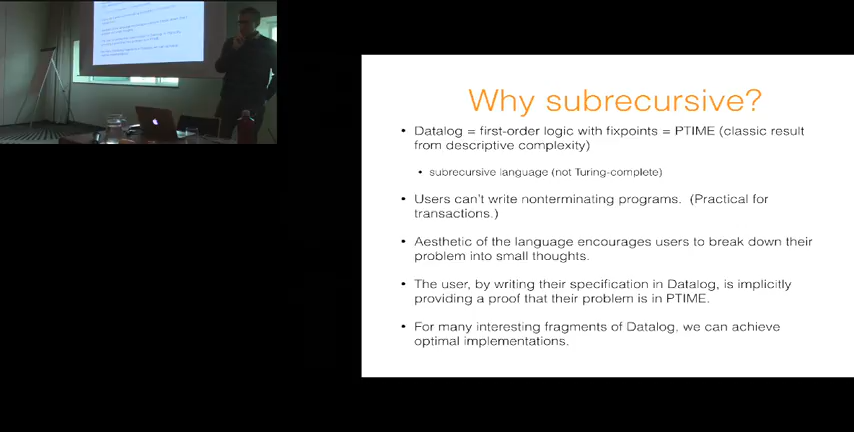 Why subrecursive?
• Datalog = first-order logic with fixpoints = PTIME (classic result
from descriptive complexity)
• subrecursive language (not Turing-complete)
• Users can't write nonterminating programs. (Practical for
transactions.)
• Aesthetic of the language encourages users to break down their
problem into small thoughts.
• The user, by writing their specification in Datalog, is implicitly
providing a proof that their problem is in PTIME.
• For many interesting fragments of Datalog, we can achieve
optimal implementations.